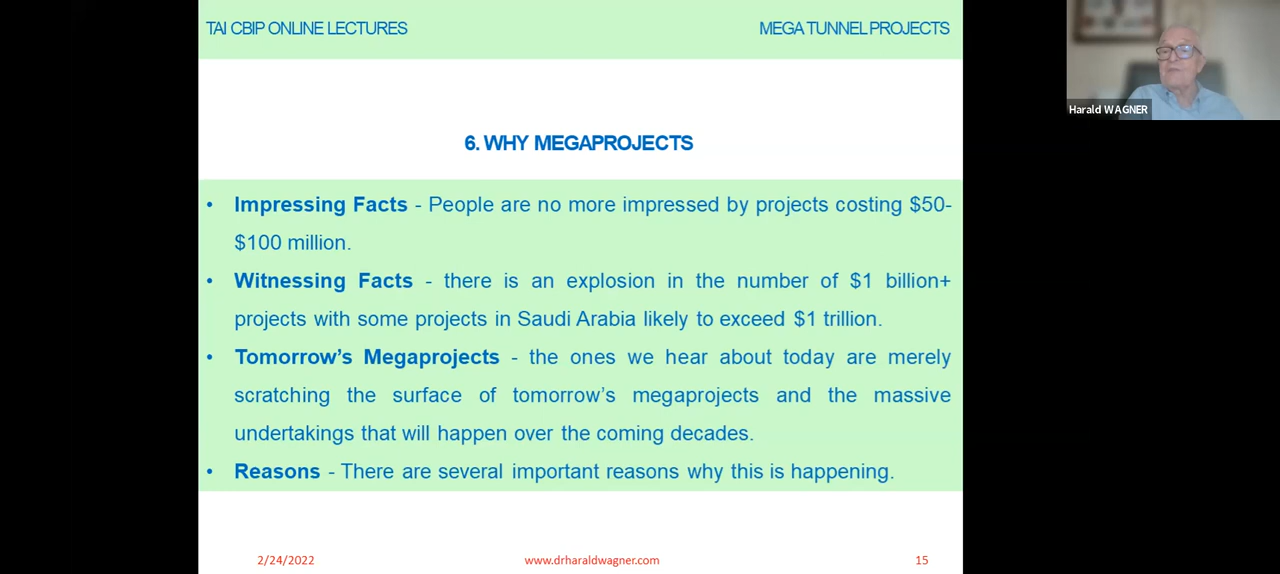 TAI CBIP ONLINE LECTURES MEGA TUNNEL PROJECTS
Harald WAGNER
6. WHY MEGAPROJECTS
• Impressing Facts - People are no more impressed by projects costing $50-
$100 million.
• Witnessing Facts - there is an explosion in the number of $1 billion+
projects with some projects in Saudi Arabia likely to exceed $1 trillion.
• Tomorrow's Megaprojects - the ones we hear about today are merely
scratching the surface of tomorrow's megaprojects and the massive
undertakings that will happen over the coming decades.
• Reasons - There are several important reasons why this is happening.
2/24/2022 www.drharaldwagner.com 15